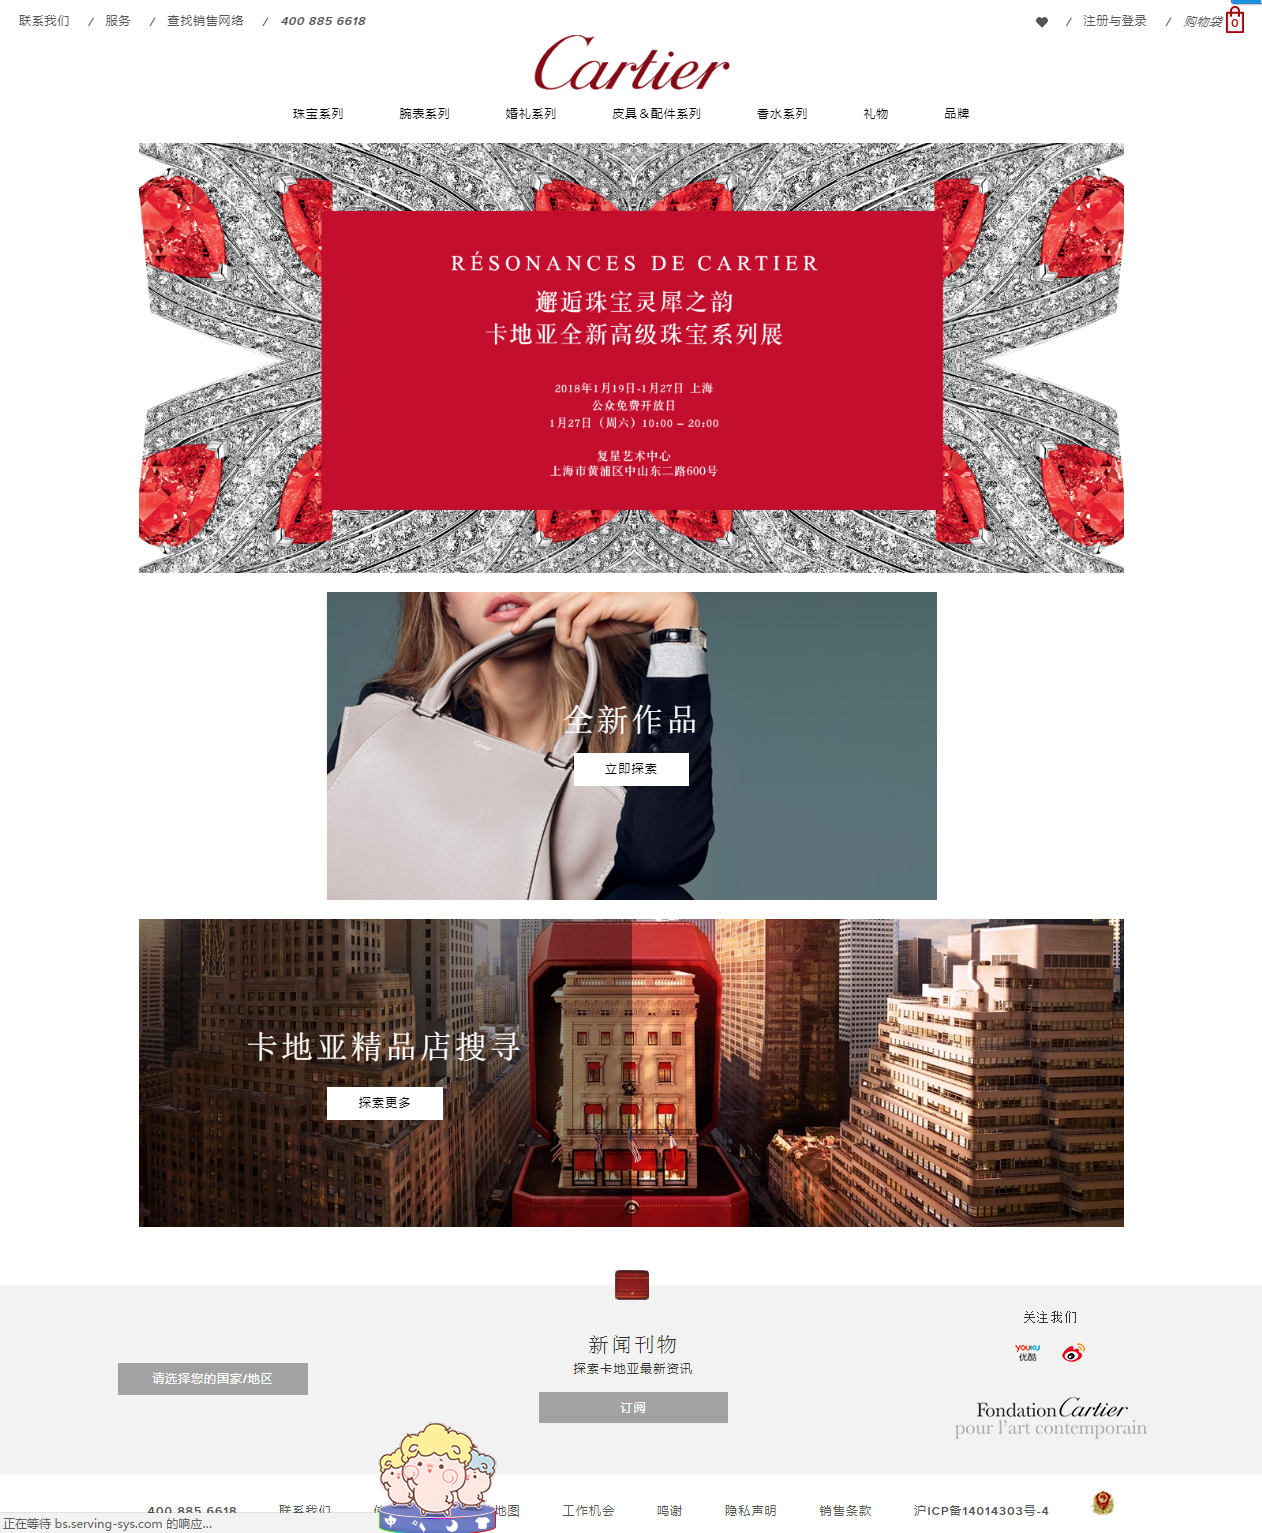 联系我们 / 服务 / 查找销售网络 / 400 885 6618
/ 注册与登录 / 购物袋 0
Cartier
珠宝系列 腕表系列 婚礼系列 皮具&配件系列 香水系列 礼物 品牌
RÉSONANCES DE CARTIER
邂逅珠宝灵犀之韵
卡地亚全新高级珠宝系列展
2018年1月19日-1月27日 上海
公众免费开放日
1月27日（周六）10:00 – 20:00
复星艺术中心
上海市黄浦区中山东二路600号
Cartier
全新作品
立即探索
卡地亚精品店搜寻
探索更多
关注我们
新闻刊物
YOUKU
优酷
探索卡地亚最新资讯
请选择您的国家/地区
订阅
Fondation Cartier
pour l'art contemporain
400 885 6618 联系我们 地图 工作机会 鸣谢 隐私声明 销售条款 沪ICP备14014303号-4
正在等待 bs.serving-sys.com 的响应...